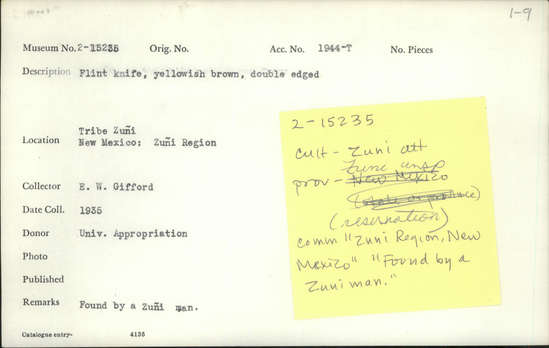 1-9
Museum No. 2-15235 Orig. No. Acc. No. 1944-T No. Pieces
Description Flint knife, yellowish brown, double edged
Tribe Zuñi
Location New Mexico: Zuñi Region
Collector E. W. Gifford
Date Coll. 1935
Donor Univ. Appropriation
Photo
Published
Remarks Found by a Zuñi man.
Catalogue entry- 4135
2-15235
cult - Zuni att
Zuni unsp
prov - New Mexico
(state or province)
(reservation)
comm "Zuni Region, New
Mexico" "Found by a
Zuni man."